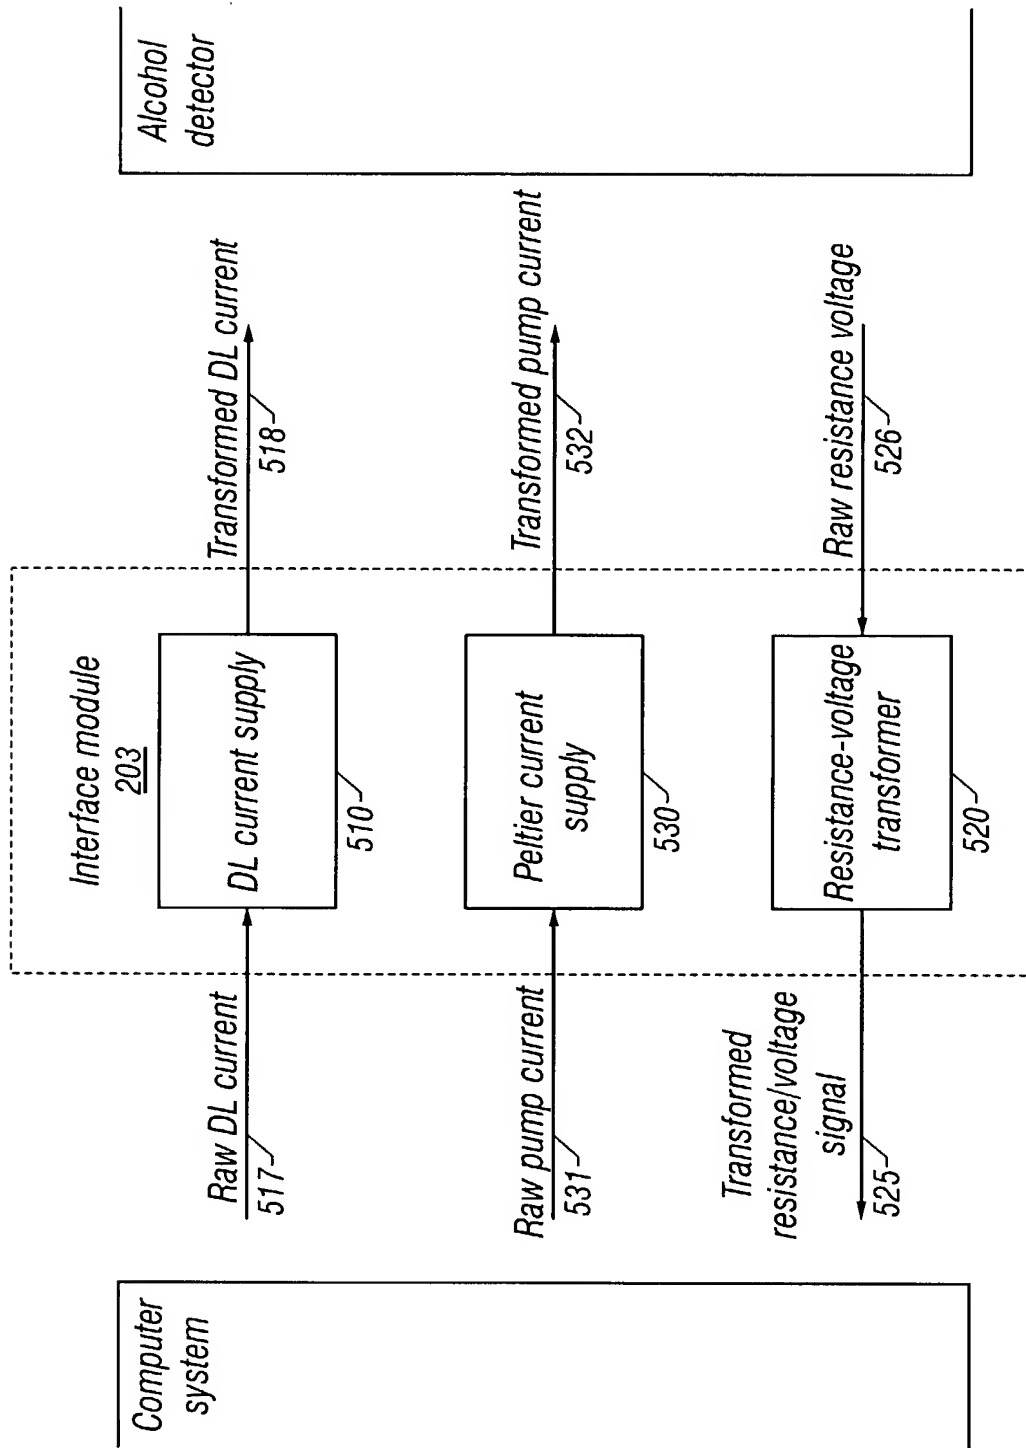 Computer
system
Raw DL current
517
Raw pump current
531
Transformed
resistance/voltage
signal
525
Interface module
203
DL current supply
510
Peltier current
supply
530
Resistance-voltage
transformer
520
Transformed DL current
518
Transformed pump current
532
Raw resistance voltage
526
Alcohol
detector